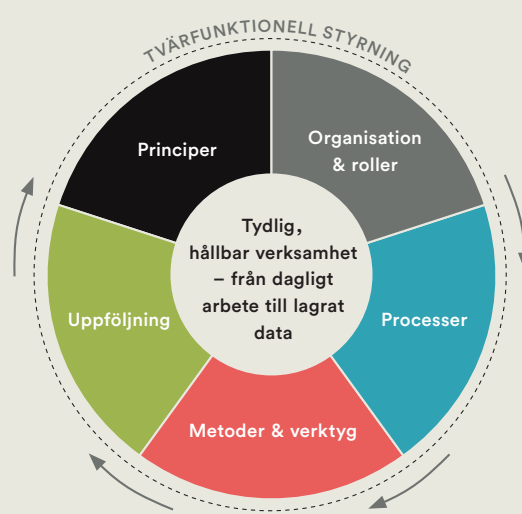 TVÄRFUNKTIONELL STYRNING
Principer
Organisation
& roller
Tydlig,
hållbar verksamhet
– från dagligt
arbete till lagrat
data
Uppföljning
Processer
Metoder & verktyg